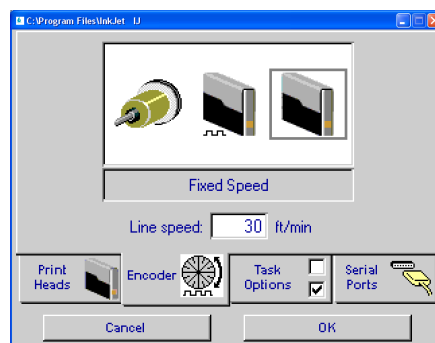 C:\Program Files\InkJet IJ
Fixed Speed
Line speed: 30 ft/min
Print Heads
Encoder
Task Options
Serial Ports
Cancel
OK